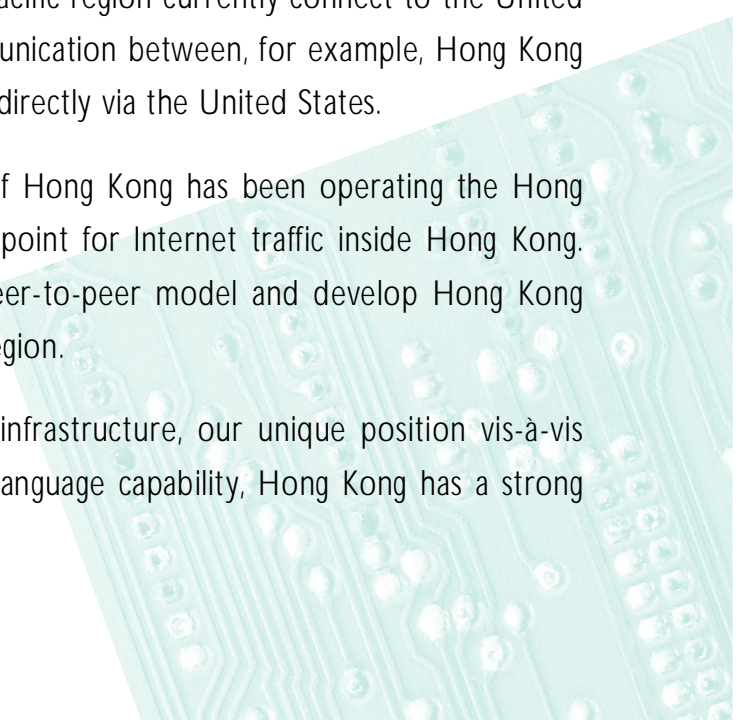 acific region currently connect to the United
unication between, for example, Hong Kong
directly via the United States.
f Hong Kong has been operating the Hong
point for Internet traffic inside Hong Kong.
eer-to-peer model and develop Hong Kong
egion.
infrastructure, our unique position vis-à-vis
anguage capability, Hong Kong has a strong